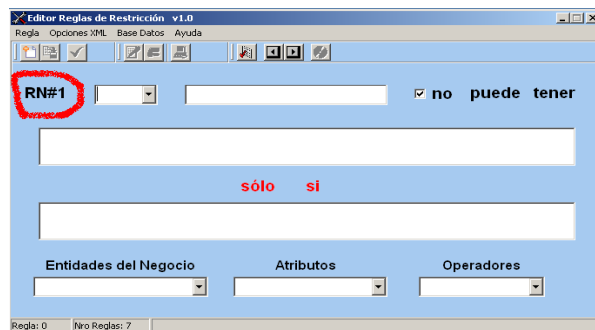 Editor Reglas de Restricción v1.0
Regla Opciones XML Base Datos Ayuda
RN#1 no puede tener
sólo si
Entidades del Negocio Atributos Operadores
Regla: 0 Nro Reglas: 7